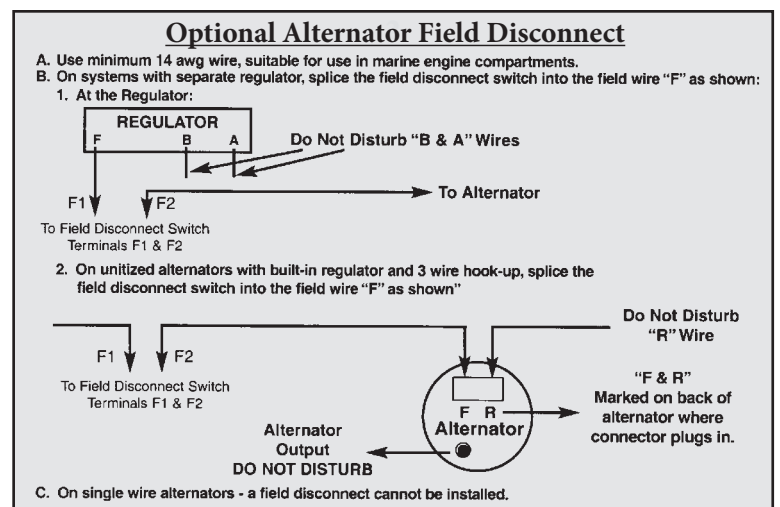 Optional Alternator Field Disconnect
A. Use minimum 14 awg wire, suitable for use in marine engine compartments.
B. On systems with separate regulator, splice the field disconnect switch into the field wire “F” as shown:
1. At the Regulator:
REGULATOR
F B A
Do Not Disturb “B & A” Wires
F1 F2
To Alternator
To Field Disconnect Switch
Terminals F1 & F2
2. On unitized alternators with built-in regulator and 3 wire hook-up, splice the
field disconnect switch into the field wire “F” as shown”
Do Not Disturb
“R” Wire
F1 F2
To Field Disconnect Switch
Terminals F1 & F2
F R
Alternator
“F & R”
Marked on back of
alternator where
connector plugs in.
Alternator
Output
DO NOT DISTURB
C. On single wire alternators - a field disconnect cannot be installed.